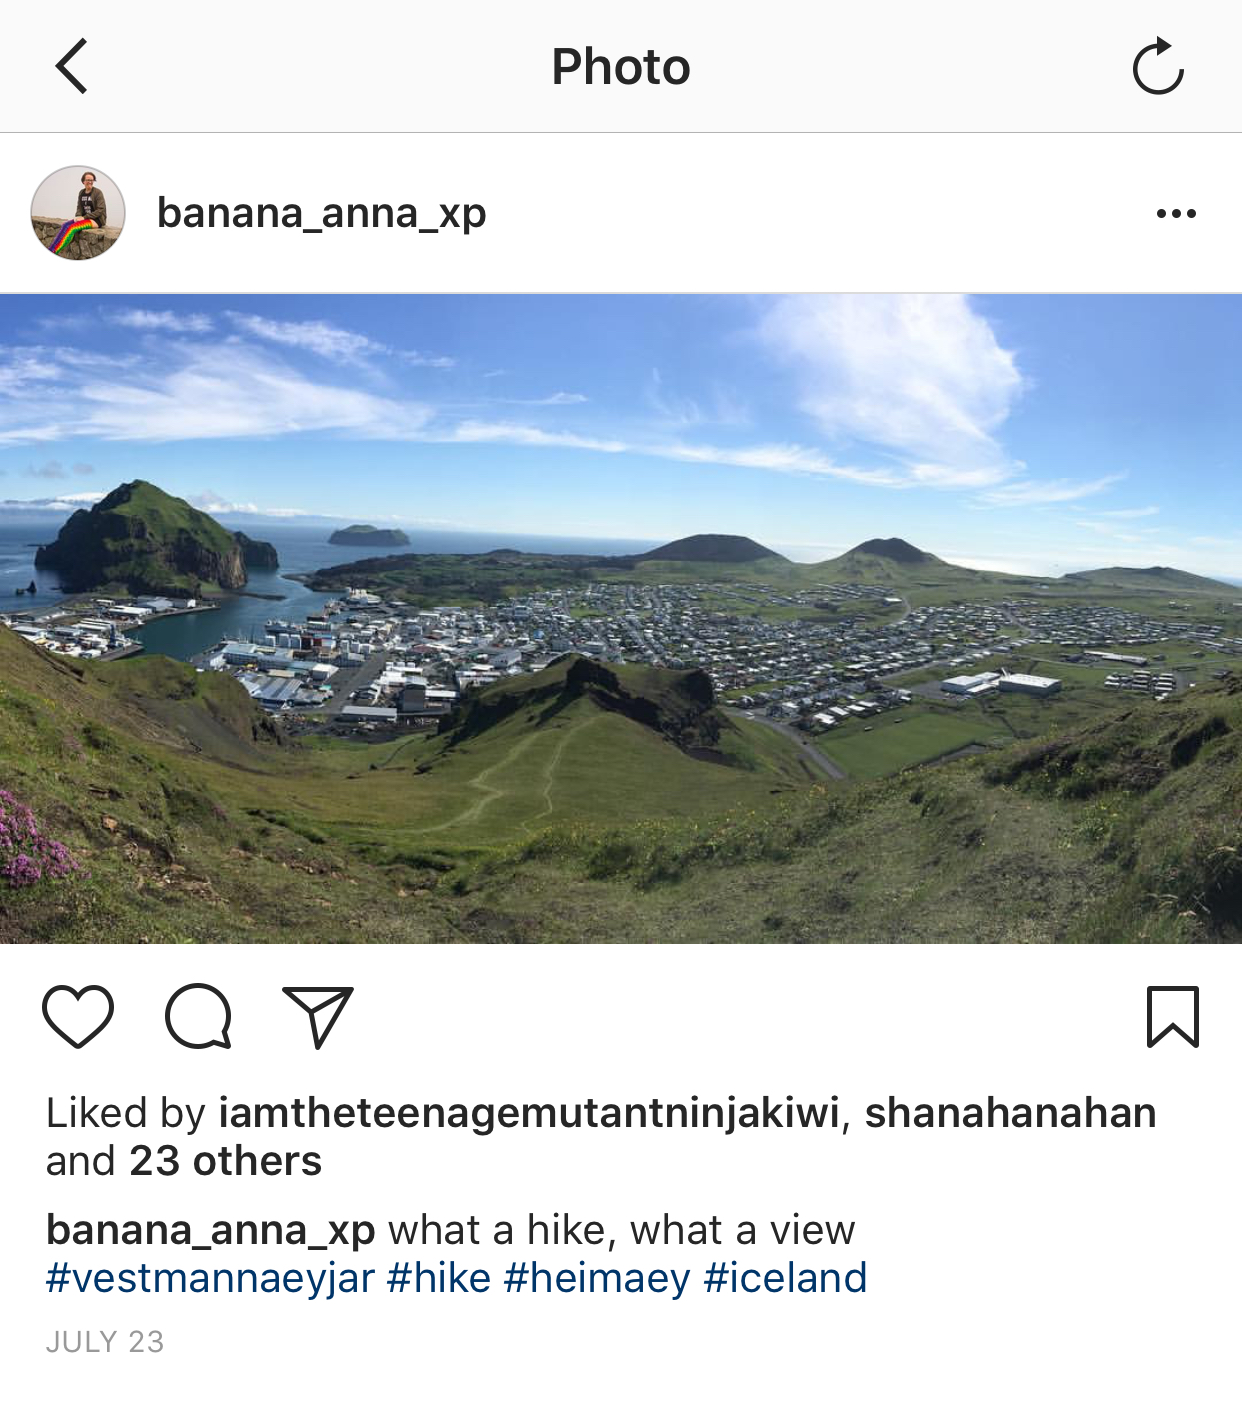 Photo
banana_anna_xp
Liked by iamtheteenagemutantninjakiwi, shanahanahan
and 23 others
banana_anna_xp what a hike, what a view
#vestmannaeyjar #hike #heimaey #iceland
JULY 23